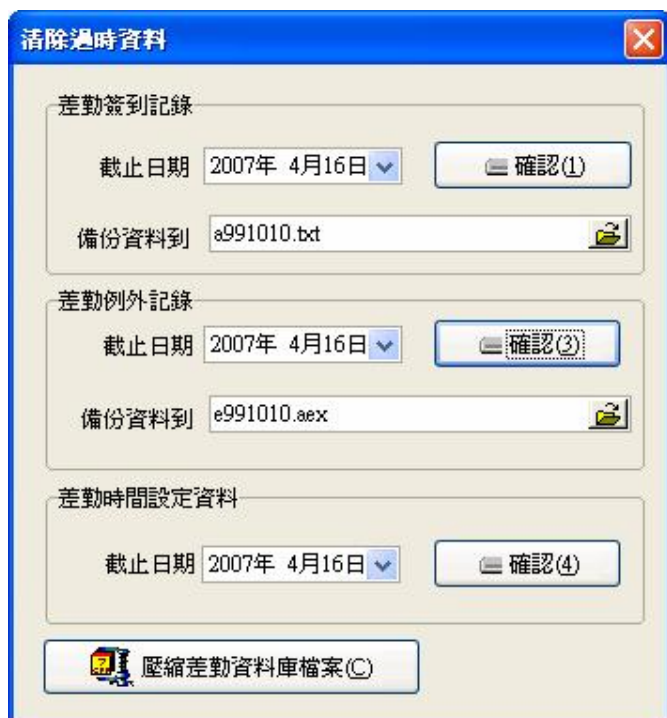 清除過時資料
差勤簽到記錄
截止日期 2007年 4月16日 確認(1)
備份資料到 a991010.txt
差勤例外記錄
截止日期 2007年 4月16日 確認(3)
備份資料到 e991010.aex
差勤時間設定資料
截止日期 2007年 4月16日 確認(4)
壓縮差勤資料庫檔案(C)